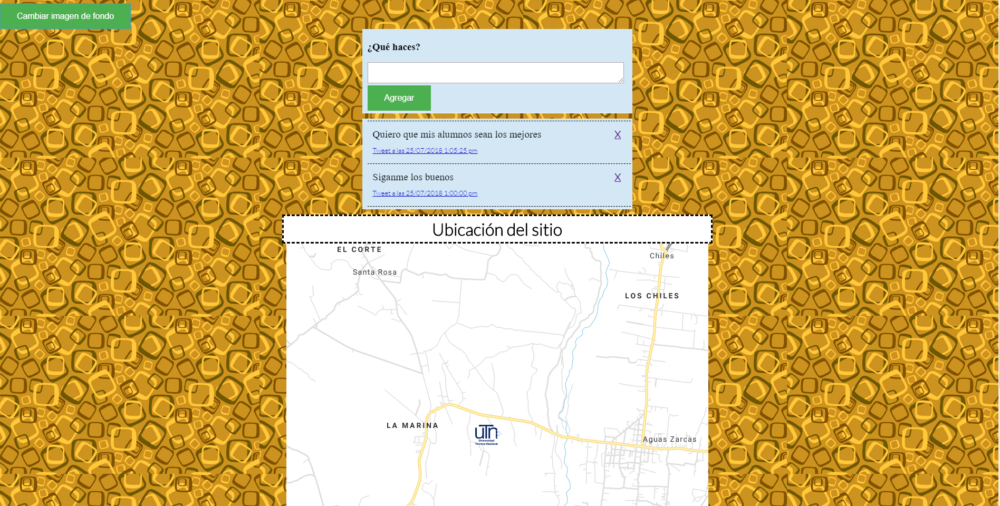 Cambiar imagen de fondo
¿Qué haces?
Agregar
Quiero que mis alumnos sean los mejores
X
Tweet a las 25/07/2018 1:05:25 pm
Siganme los buenos
X
Tweet a las 25/07/2018 1:00:00 pm
Ubicación del sitio
EL CORTE
Chiles
Santa Rosa
LOS CHILES
LA MARINA
uTn
Universidad
Técnica Nacional
Aguas Zarcas